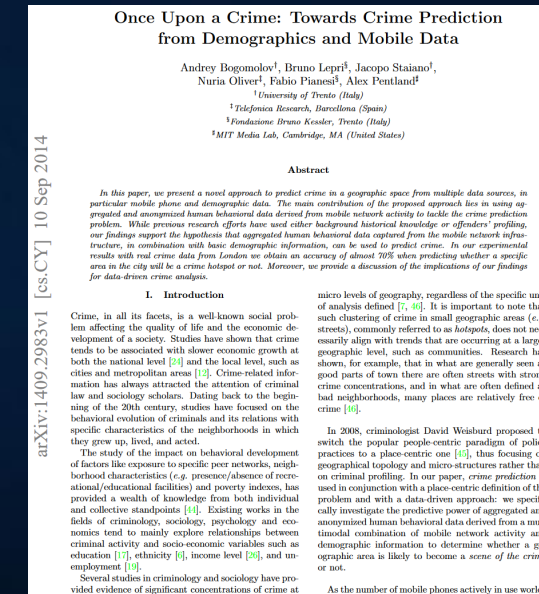 Once Upon a Crime: Towards Crime Prediction
from Demographics and Mobile Data
Andrey Bogomolov†, Bruno Lepri§, Jacopo Staiano†,
Nuria Oliver‡, Fabio Pianesi§, Alex Pentland♯
†University of Trento (Italy)
‡Telefonica Research, Barcellona (Spain)
§Fondazione Bruno Kessler, Trento (Italy)
♯MIT Media Lab, Cambridge, MA (United States)
arXiv:1409.2983v1 [cs.CY] 10 Sep 2014
Abstract
In this paper, we present a novel approach to predict crime in a geographic space from multiple data sources, in
particular mobile phone and demographic data. The main contribution of the proposed approach lies in using ag-
gregated and anonymized human behavioral data derived from mobile network activity to tackle the crime prediction
problem. While previous research efforts have used either background historical knowledge or offenders' profiling,
our findings support the hypothesis that aggregated human behavioral data captured from the mobile network infras-
tructure, in combination with basic demographic information, can be used to predict crime. In our experimental
results with real crime data from London we obtain an accuracy of almost 70% when predicting whether a specific
area in the city will be a crime hotspot or not. Moreover, we provide a discussion of the implications of our findings
for data-driven crime analysis.
I. Introduction
Crime, in all its facets, is a well-known social prob-
lem affecting the quality of life and the economic de-
velopment of a society. Studies have shown that crime
tends to be associated with slower economic growth at
both the national level [24] and the local level, such as
cities and metropolitan areas [12]. Crime-related infor-
mation has always attracted the attention of criminal
law and sociology scholars. Dating back to the begin-
ning of the 20th century, studies have focused on the
behavioral evolution of criminals and its relations with
specific characteristics of the neighborhoods in which
they grew up, lived, and acted.
The study of the impact on behavioral development
of factors like exposure to specific peer networks, neigh-
borhood characteristics (e.g. presence/absence of recre-
ational/educational facilities) and poverty indexes, has
provided a wealth of knowledge from both individual
and collective standpoints [44]. Existing works in the
fields of criminology, sociology, psychology and eco-
nomics tend to mainly explore relationships between
criminal activity and socio-economic variables such as
education [17], ethnicity [6], income level [26], and un-
employment [19].
Several studies in criminology and sociology have pro-
vided evidence of significant concentrations of crime at
micro levels of geography, regardless of the specific un
of analysis defined [7, 46]. It is important to note tha
such clustering of crime in small geographic areas (e.
streets), commonly referred to as hotspots, does not ne
essarily align with trends that are occurring at a large
geographic level, such as communities. Research ha
shown, for example, that in what are generally seen a
good parts of town there are often streets with stron
crime concentrations, and in what are often defined a
bad neighborhoods, many places are relatively free o
crime [46].
In 2008, criminologist David Weisburd proposed t
switch the popular people-centric paradigm of polic
practices to a place-centric one [45], thus focusing o
geographical topology and micro-structures rather tha
on criminal profiling. In our paper, crime prediction
used in conjunction with a place-centric definition of th
problem and with a data-driven approach: we specif
cally investigate the predictive power of aggregated an
anonymized human behavioral data derived from a mu
timodal combination of mobile network activity an
demographic information to determine whether a ge
ographic area is likely to become a scene of the crim
or not.
As the number of mobile phones actively in use world